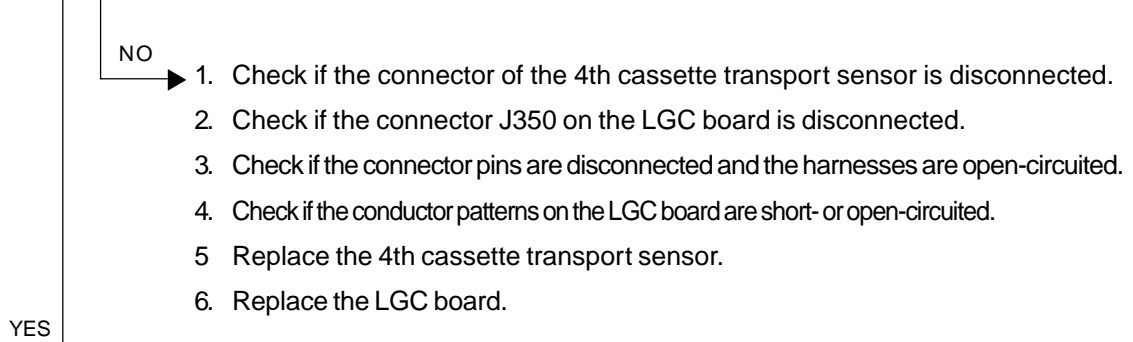 NO
1. Check if the connector of the 4th cassette transport sensor is disconnected.
2. Check if the connector J350 on the LGC board is disconnected.
3. Check if the connector pins are disconnected and the harnesses are open-circuited.
4. Check if the conductor patterns on the LGC board are short- or open-circuited.
5 Replace the 4th cassette transport sensor.
6. Replace the LGC board.
YES